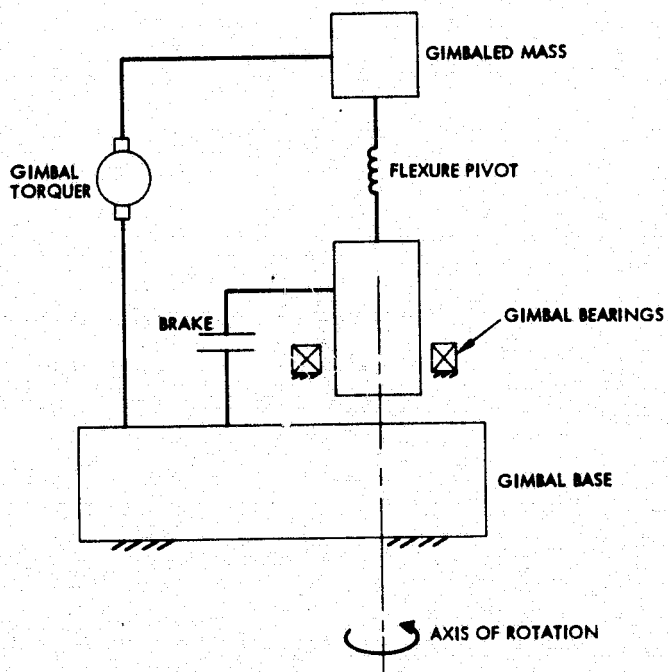 GIMBALED MASS
GIMBAL
TORQUER
FLEXURE PIVOT
BRAKE
GIMBAL BEARINGS
GIMBAL BASE
AXIS OF ROTATION